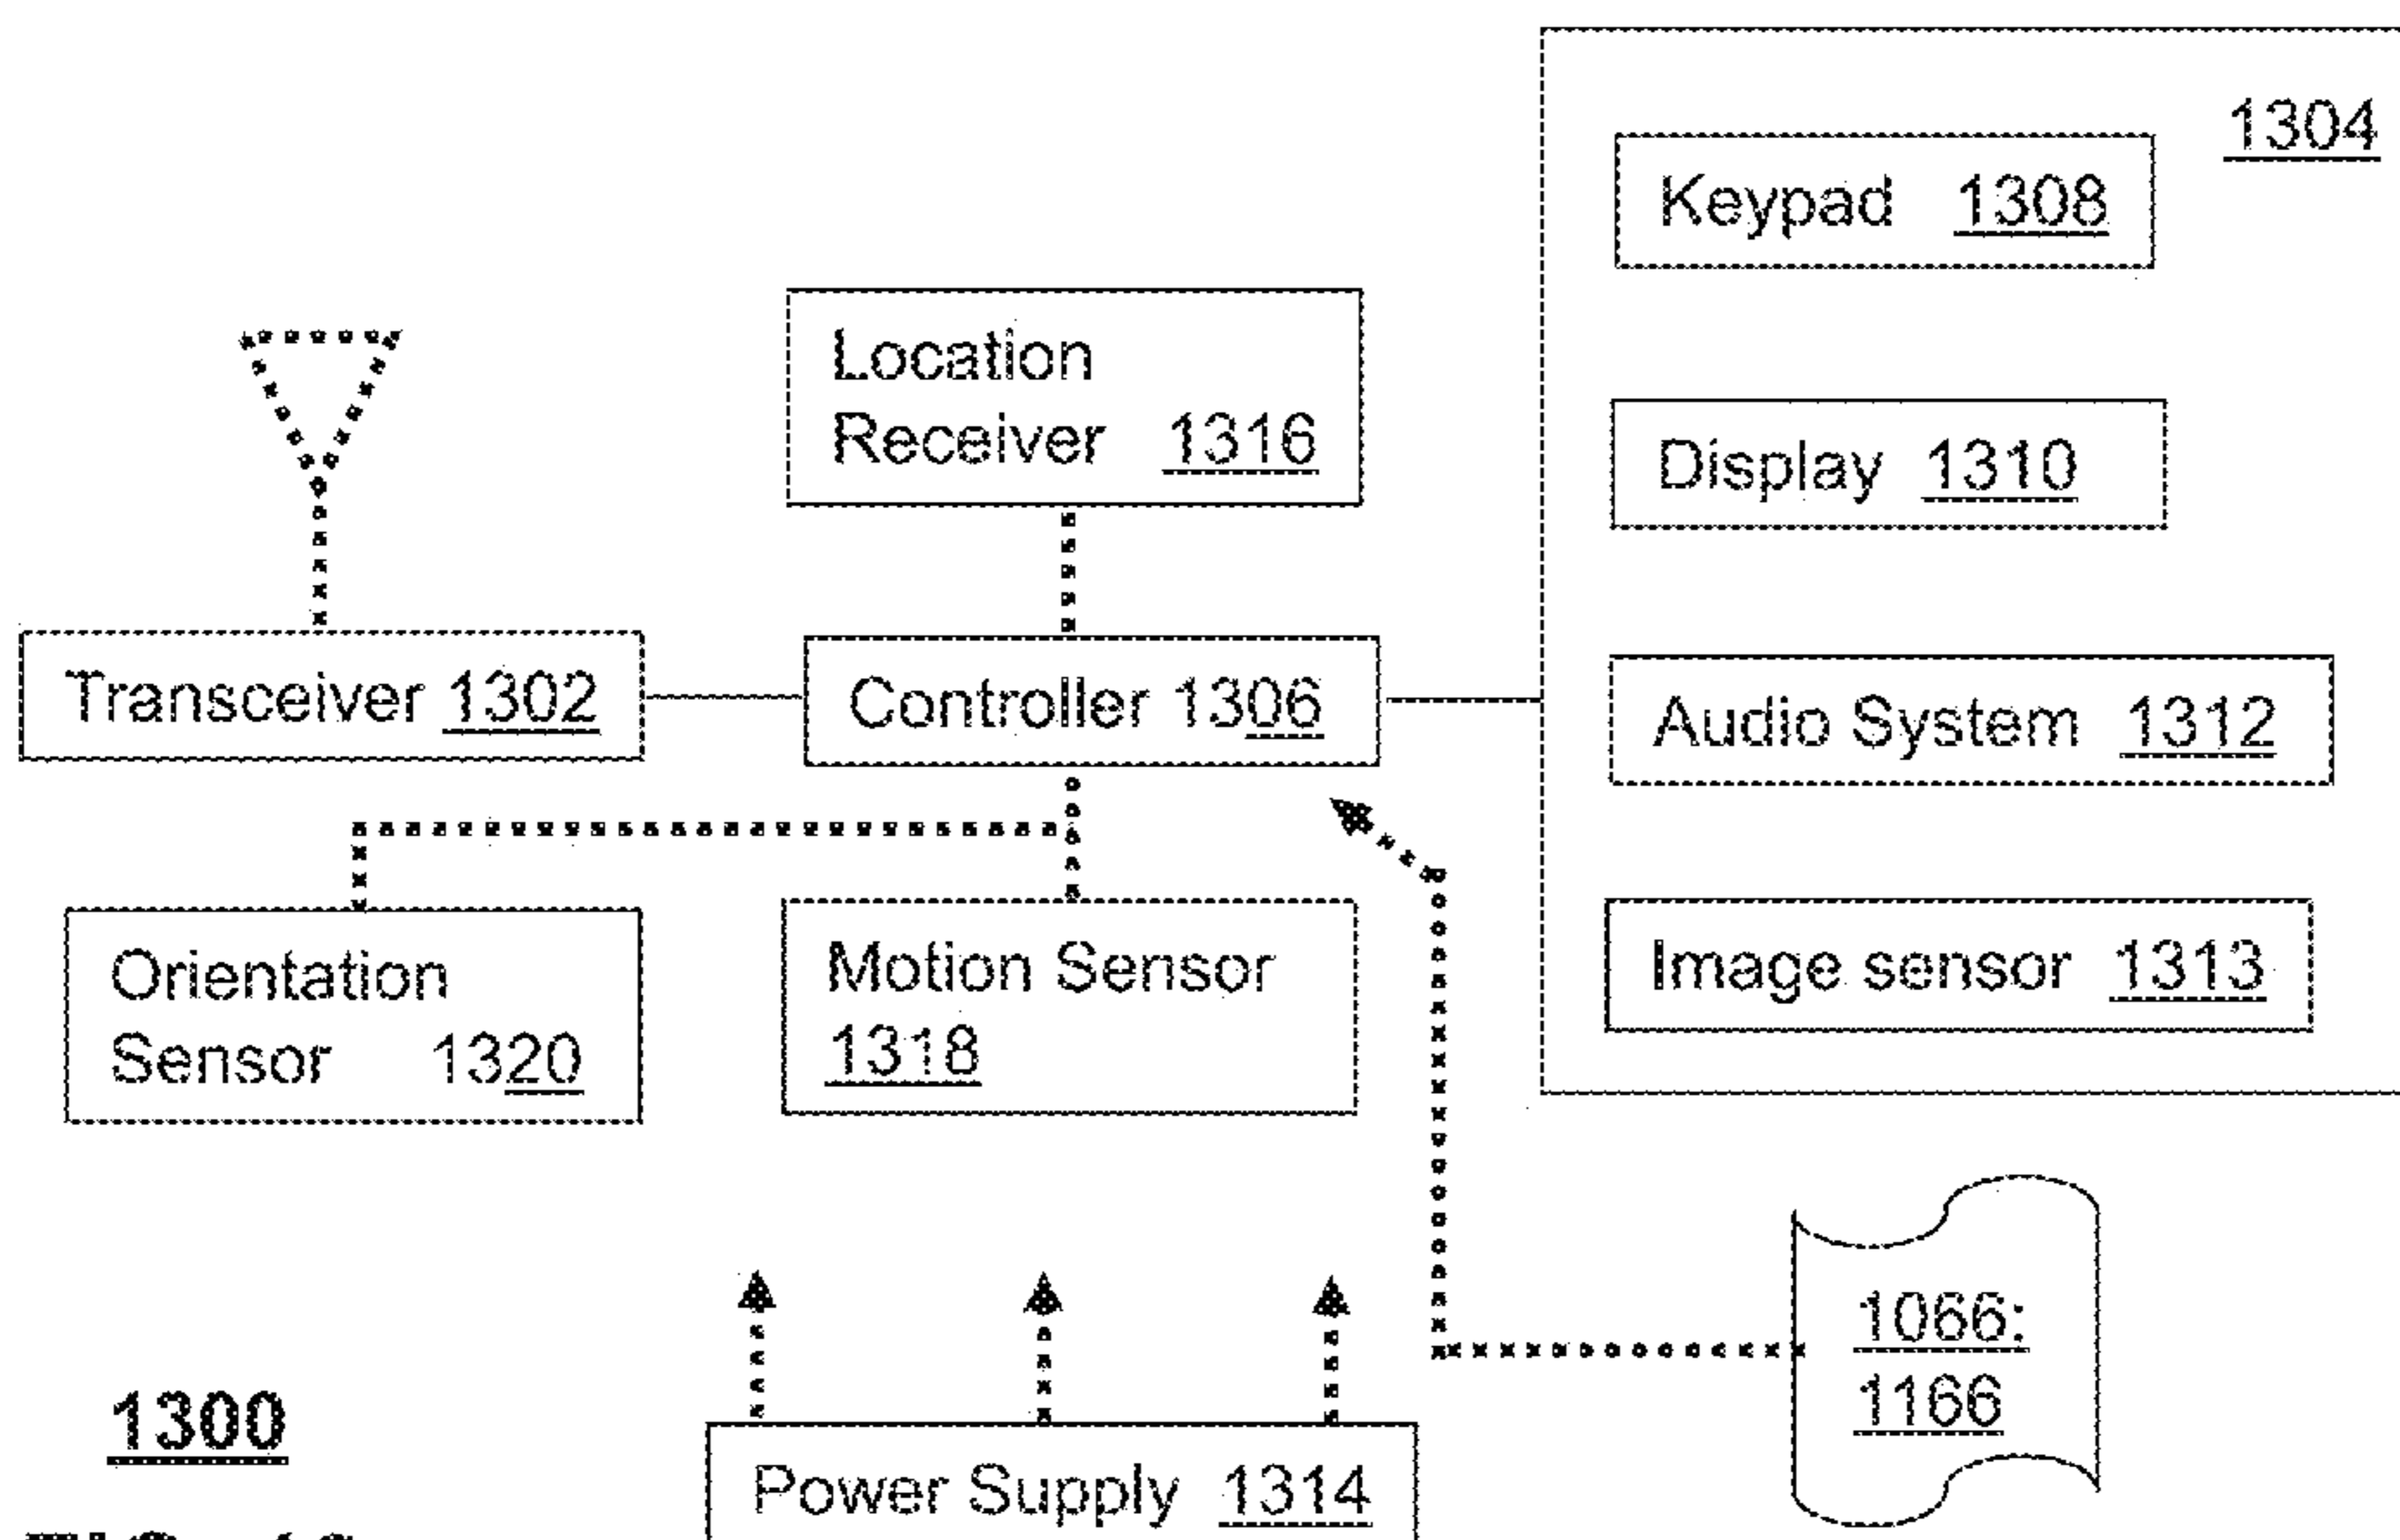 1304
Keypad 1308
Location
Receiver 1316
Display 1310
Transceiver 1302
Controller 1306
Audio System 1312
Orientation
Sensor 1320
Motion Sensor
1318
Image sensor 1313
1066:
1166
1300
Power Supply 1314